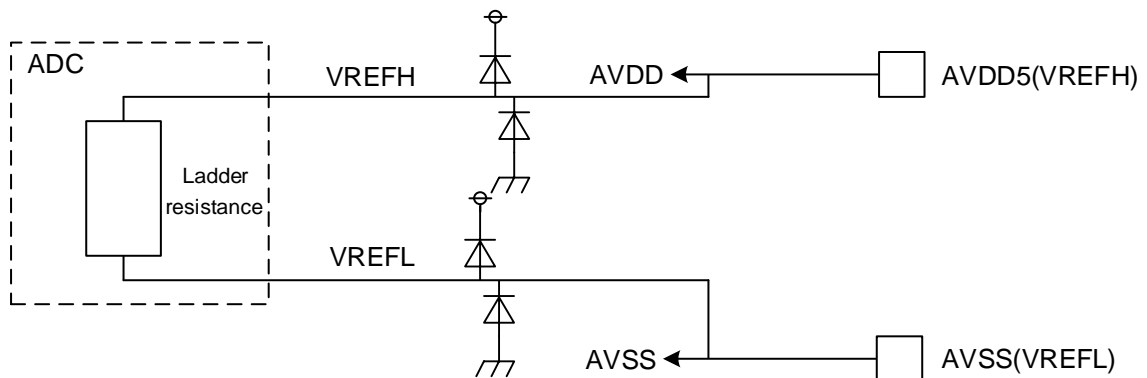 ADC
VREFH
AVDD
AVDD5(VREFH)
Ladder
resistance
VREFL
AVSS
AVSS(VREFL)